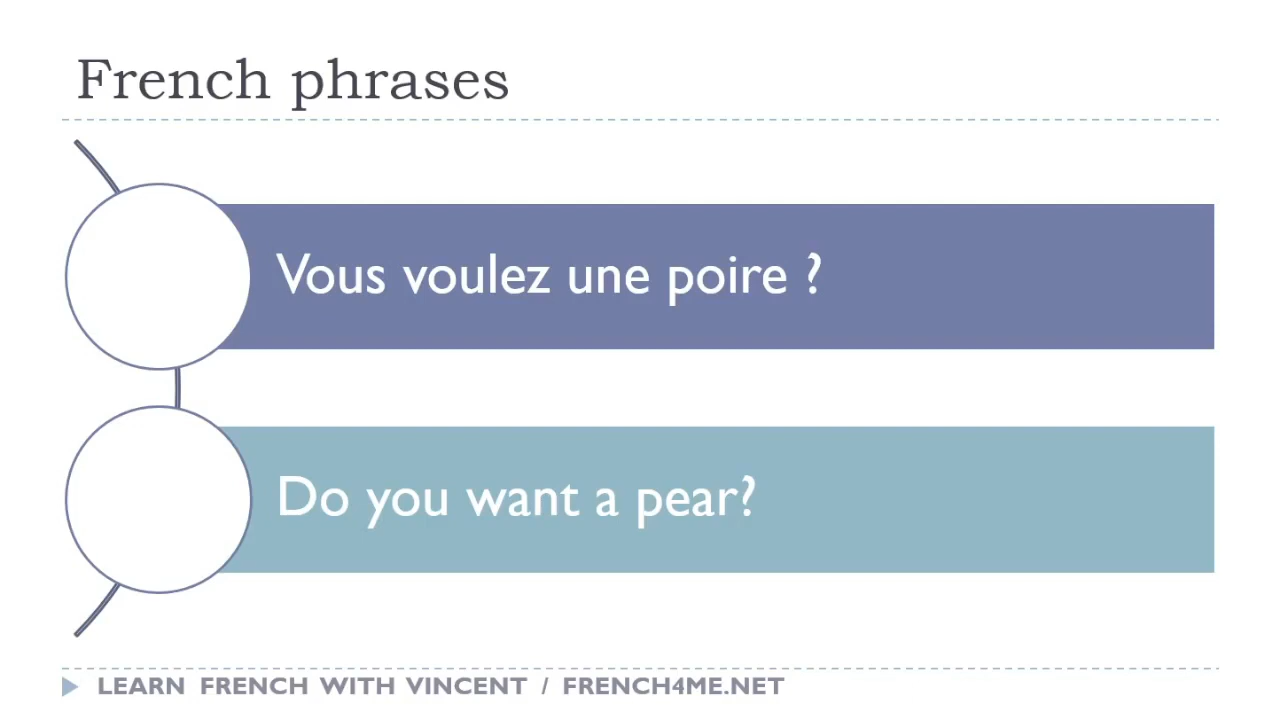 French phrases
Vous voulez une poire ?
Do you want a pear?
LEARN FRENCH WITH VINCENT / FRENCH4ME.NET